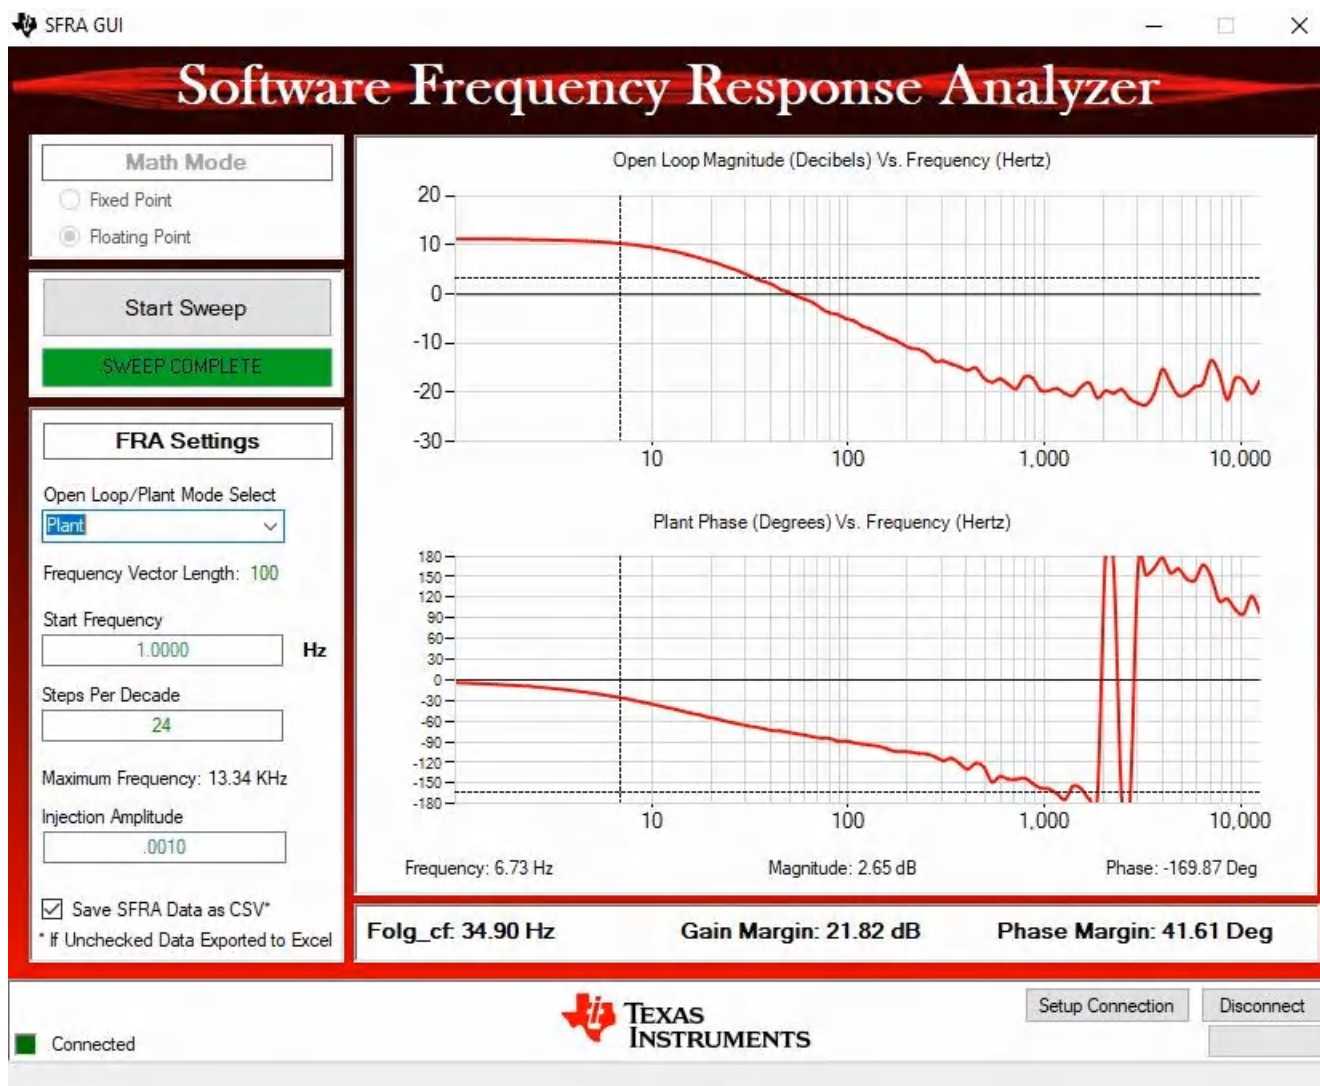 SFRA GUI
Software Frequency Response Analyzer
Math Mode
Fixed Point
Floating Point
Start Sweep
SWEEP COMPLETE
FRA Settings
Open Loop/Plant Mode Select
Plant
Frequency Vector Length: 100
Start Frequency
1.0000 Hz
Steps Per Decade
24
Maximum Frequency: 13.34 KHz
Injection Amplitude
.0010
Save SFRA Data as CSV*
* If Unchecked Data Exported to Excel
Open Loop Magnitude (Decibels) Vs. Frequency (Hertz)
20
10
0
-10
-20
-30
10 100 1,000 10,000
Plant Phase (Degrees) Vs. Frequency (Hertz)
180
150
120
90
60
30
0
-30
-60
-90
-120
-150
-180
10 100 1,000 10,000
Frequency: 6.73 Hz Magnitude: 2.65 dB Phase: -169.87 Deg
Folg_cf: 34.90 Hz Gain Margin: 21.82 dB Phase Margin: 41.61 Deg
Connected
TEXAS
INSTRUMENTS
Setup Connection Disconnect